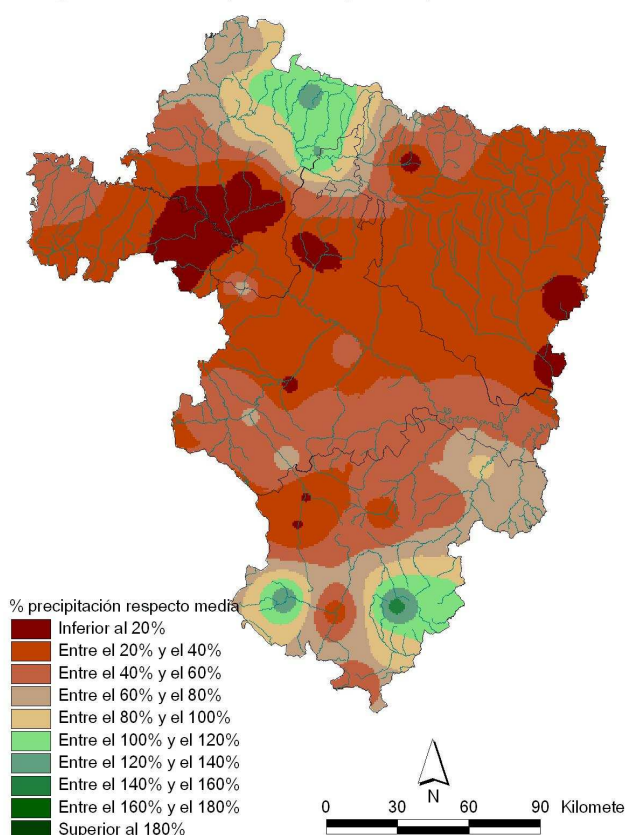 % precipitación respecto media
Inferior al 20%
Entre el 20% y el 40%
Entre el 40% y el 60%
Entre el 60% y el 80%
Entre el 80% y el 100%
Entre el 100% y el 120%
Entre el 120% y el 140%
Entre el 140% y el 160%
Entre el 160% y el 180%
Superior al 180%
N
0 30 60 90 Kilomete